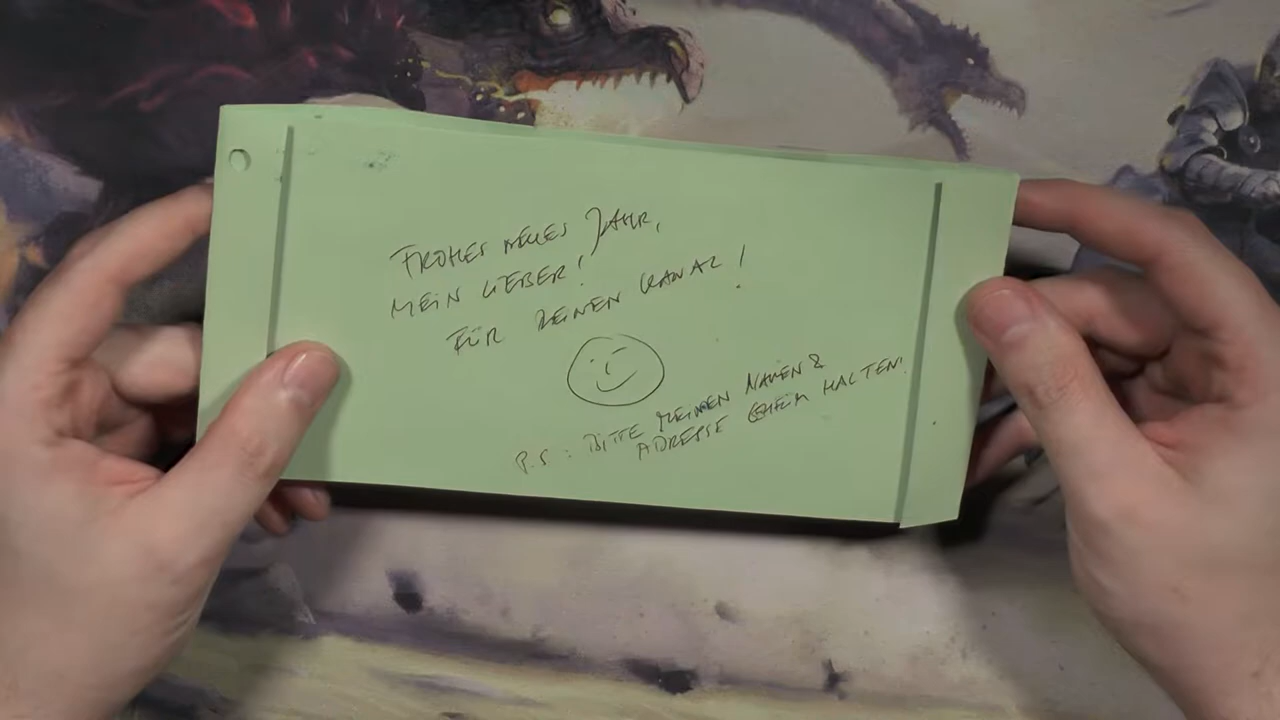 FROHES NEUES JAHR,
MEIN LIEBER!
FÜR DEINEN KANAL!
P.S.: BITTE MEINEN NAMEN &
ADRESSE GEHEIM HALTEN!